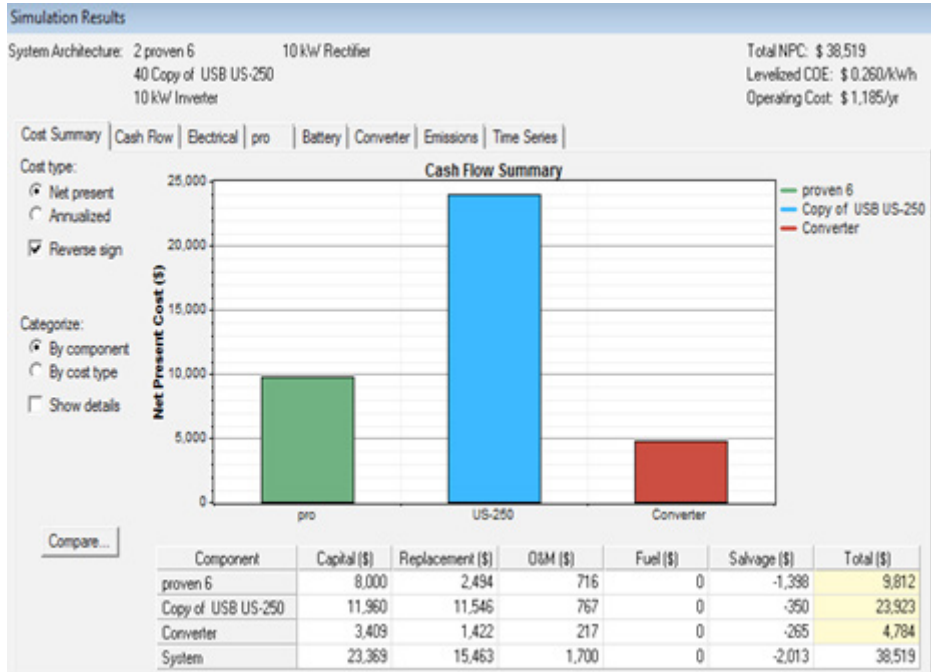 Simulation Results
System Architecture: 2 proven 6 10 kW Rectifier
40 Copy of USB US-250
10 kW Inverter
Total NPC: $ 38,519
Levelized COE: $ 0.260/kWh
Operating Cost: $ 1,185/yr
Cost Summary Cash Flow Electrical pro Battery Converter Emissions Time Series
Cost type:
Net present
Annualized
Reverse sign
Categorize:
By component
By cost type
Show details
Compare...
Cash Flow Summary
Net Present Cost ($)
25,000
20,000
15,000
10,000
5,000
0
pro US-250 Converter
proven 6
Copy of USB US-250
Converter
Component Capital ($) Replacement ($) O&M ($) Fuel ($) Salvage ($) Total ($)
proven 6 8,000 2,494 716 0 -1,398 9,812
Copy of USB US-250 11,960 11,546 767 0 -350 23,923
Converter 3,409 1,422 217 0 -265 4,784
System 23,369 15,463 1,700 0 -2,013 38,519